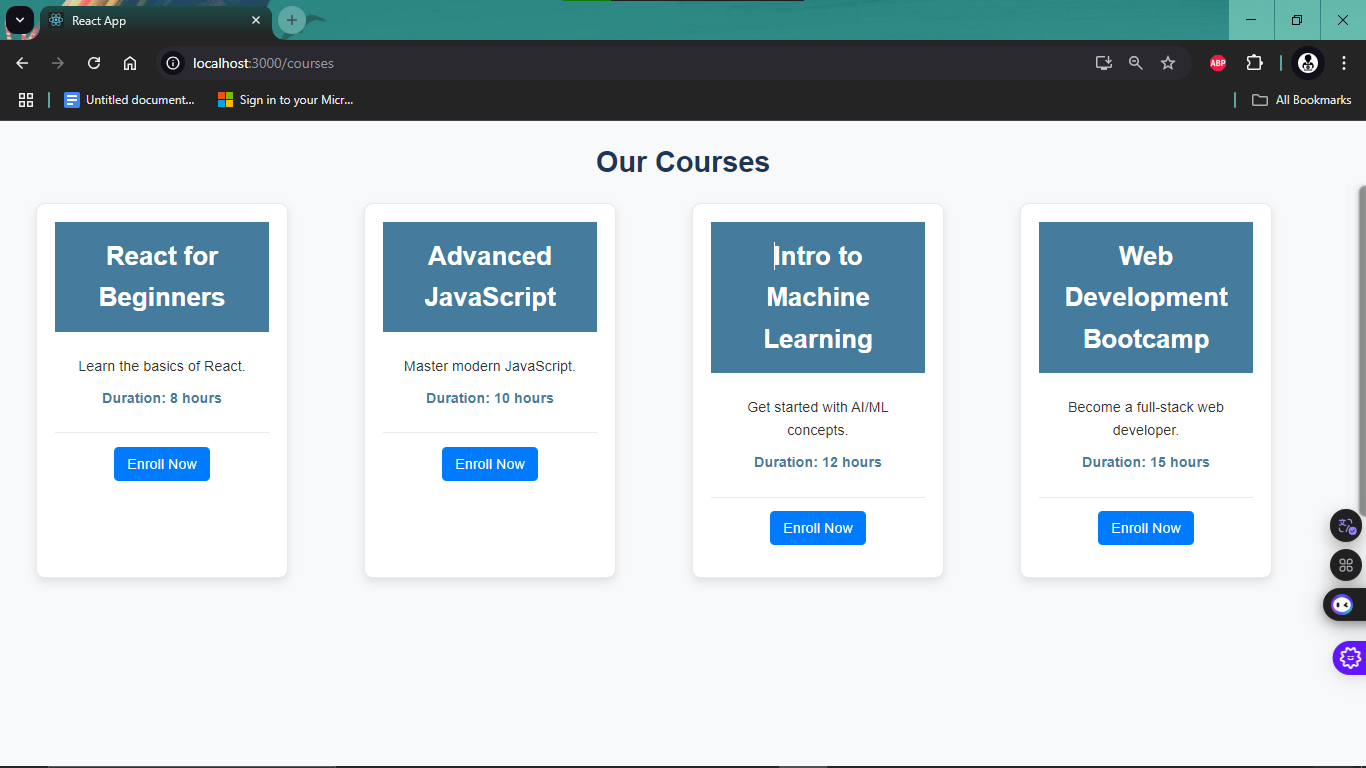 React App
localhost:3000/courses
ABP
Untitled document...
Sign in to your Micr...
All Bookmarks
Our Courses
React for
Beginners
Learn the basics of React.
Duration: 8 hours
Enroll Now
Advanced
JavaScript
Master modern JavaScript.
Duration: 10 hours
Enroll Now
Intro to
Machine
Learning
Get started with AI/ML
concepts.
Duration: 12 hours
Enroll Now
Web
Development
Bootcamp
Become a full-stack web
developer.
Duration: 15 hours
Enroll Now